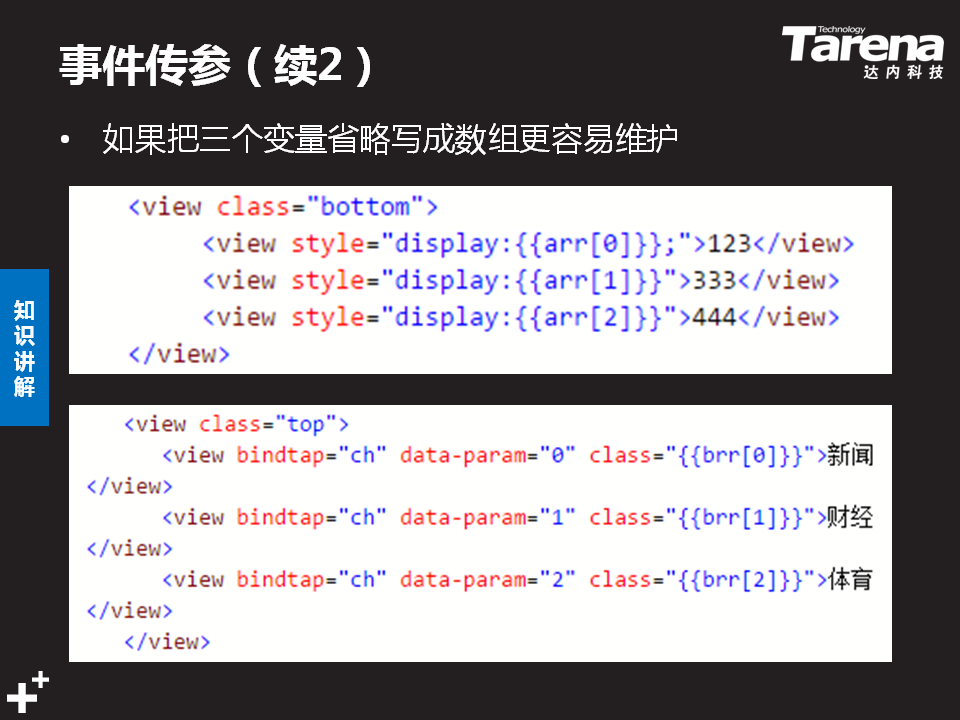 事件传参（续2）
Technology
Tarena
达内科技
• 如果把三个变量省略写成数组更容易维护
<view class="bottom">
<view style="display:{{arr[0]}};">123</view>
<view style="display:{{arr[1]}}">333</view>
<view style="display:{{arr[2]}}">444</view>
</view>
知识讲解
<view class="top">
<view bindtap="ch" data-param="0" class="{{brr[0]}}">新闻
</view>
<view bindtap="ch" data-param="1" class="{{brr[1]}}">财经
</view>
<view bindtap="ch" data-param="2" class="{{brr[2]}}">体育
</view>
</view>